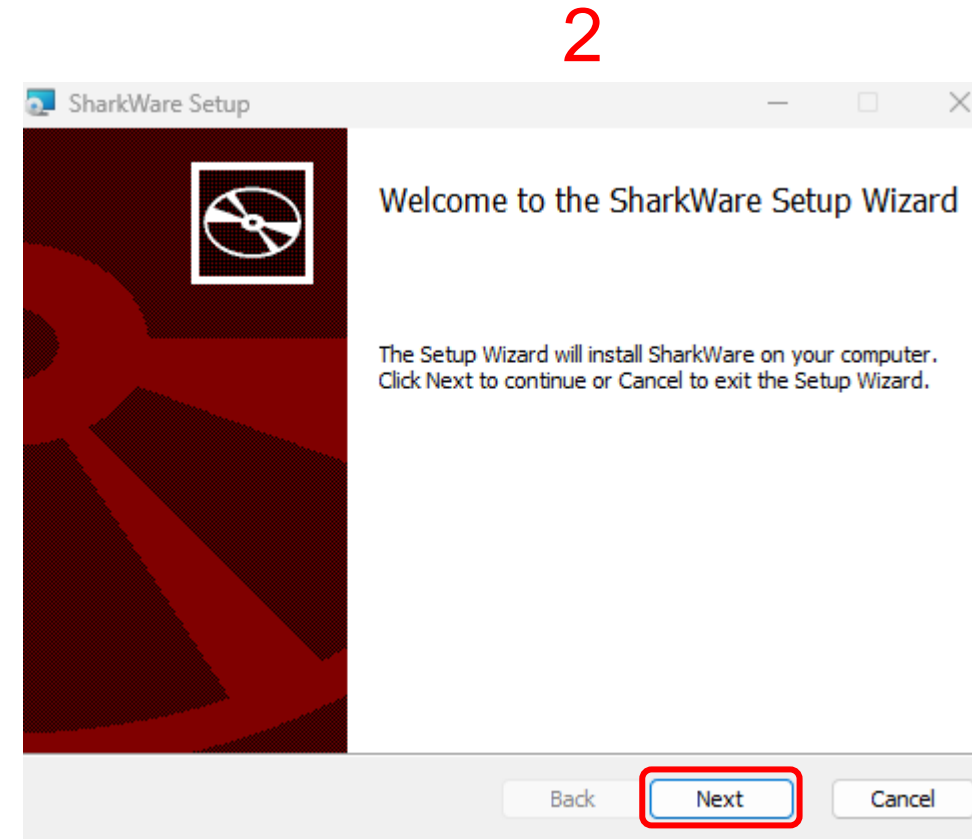 2
SharkWare Setup
Welcome to the SharkWare Setup Wizard
The Setup Wizard will install SharkWare on your computer.
Click Next to continue or Cancel to exit the Setup Wizard.
Back Next Cancel